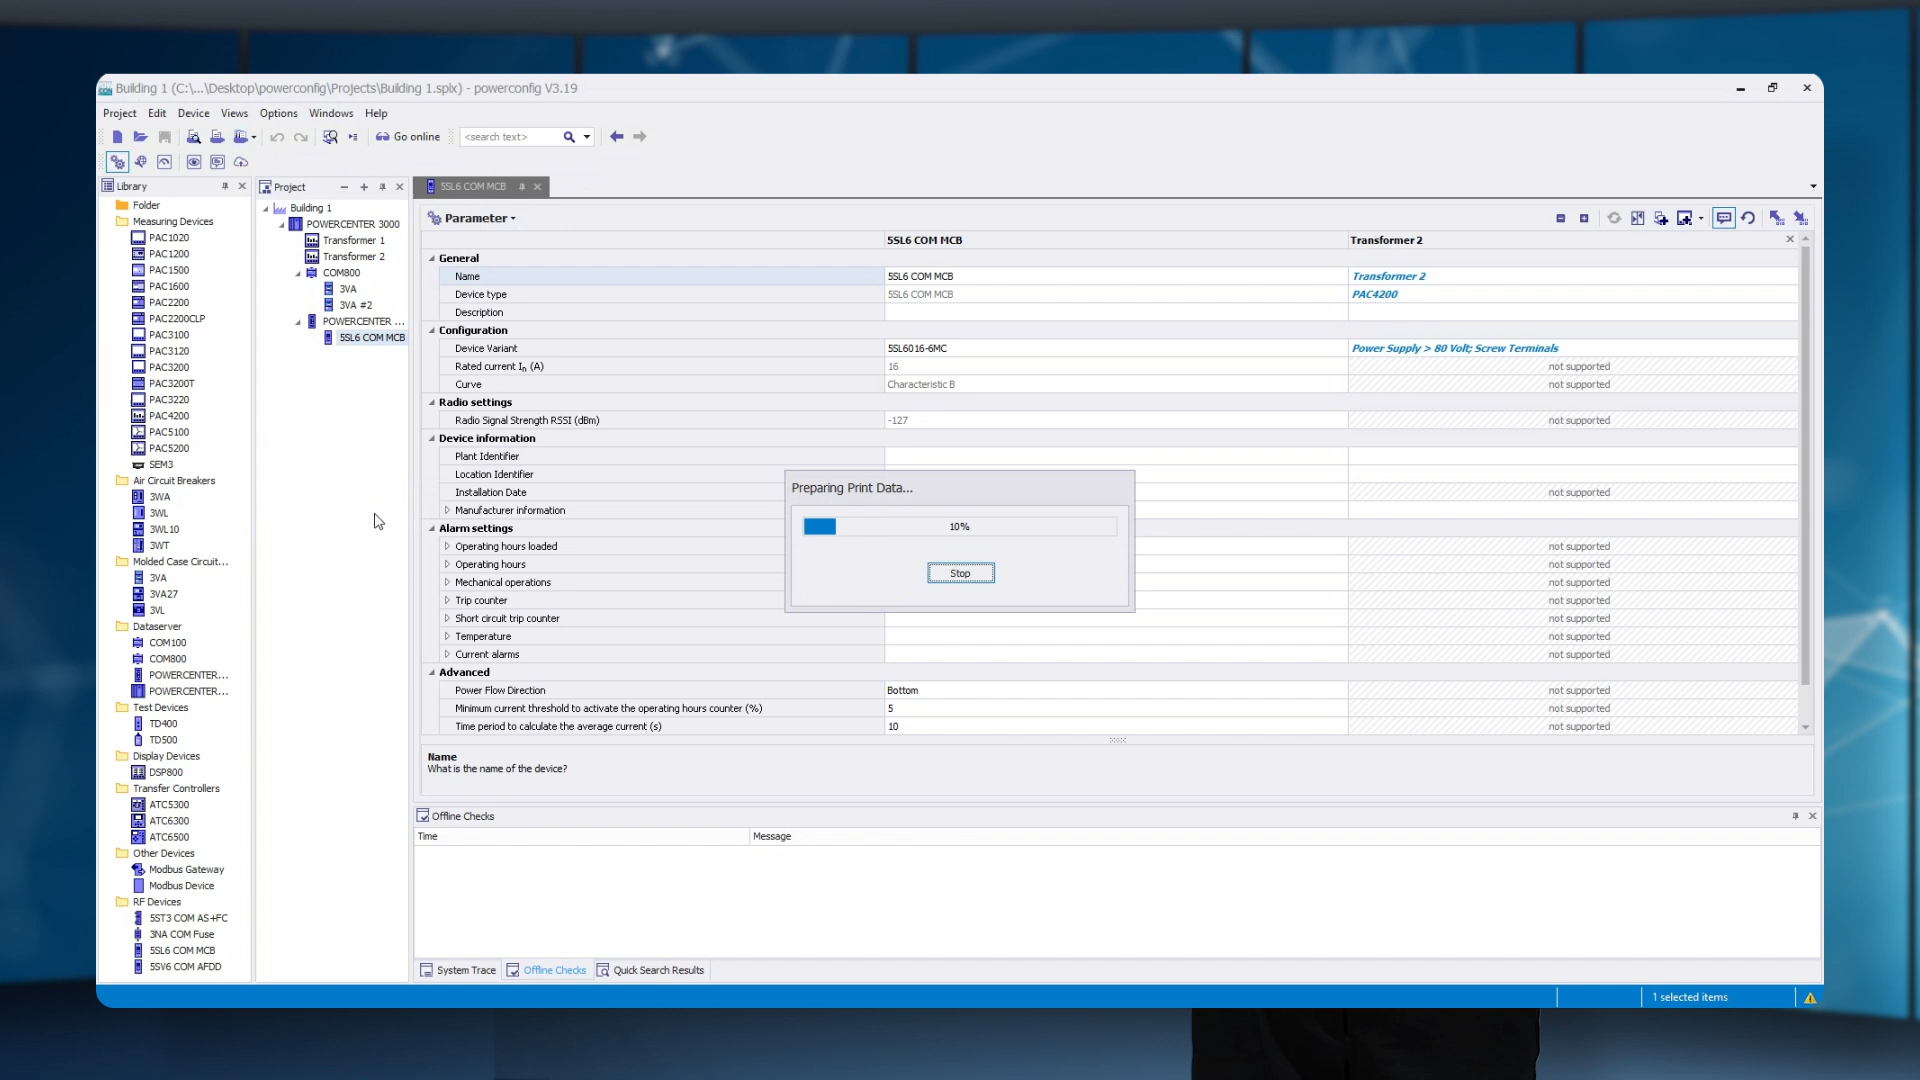 Building 1 (C:\...\Desktop\powerconfig\Projects\Building 1.splx) - powerconfig V3.19
Project Edit Device Views Options Windows Help
Go online <search text>
Library
Folder
Measuring Devices
PAC1020
PAC1200
PAC1500
PAC1600
PAC2200
PAC2200CLP
PAC3100
PAC3120
PAC3200
PAC3200T
PAC3220
PAC4200
PAC5100
PAC5200
SEM3
Air Circuit Breakers
3WA
3WL
3WL10
3WT
Molded Case Circuit...
3VA
3VA27
3VL
Dataserver
COM100
COM800
POWERCENTER...
POWERCENTER...
Test Devices
TD400
TD500
Display Devices
DSP800
Transfer Controllers
ATC5300
ATC6300
ATC6500
Other Devices
Modbus Gateway
Modbus Device
RF Devices
5ST3 COM AS+FC
3NA COM Fuse
5SL6 COM MCB
5SV6 COM AFDD
Project
Building 1
POWERCENTER 3000
Transformer 1
Transformer 2
COM800
3VA
3VA #2
POWERCENTER ...
5SL6 COM MCB
5SL6 COM MCB
Parameter
5SL6 COM MCB Transformer 2
General
Name 5SL6 COM MCB Transformer 2
Device type 5SL6 COM MCB PAC4200
Description
Configuration
Device Variant 5SL6016-6MC Power Supply > 80 Volt; Screw Terminals
Rated current In (A) 16 not supported
Curve Characteristic B not supported
Radio settings
Radio Signal Strength RSSI (dBm) -127 not supported
Device information
Plant Identifier
Location Identifier
Installation Date not supported
Manufacturer information
Alarm settings
Operating hours loaded not supported
Operating hours not supported
Mechanical operations not supported
Trip counter not supported
Short circuit trip counter not supported
Temperature not supported
Current alarms not supported
Advanced
Power Flow Direction Bottom not supported
Minimum current threshold to activate the operating hours counter (%) 5 not supported
Time period to calculate the average current (s) 10 not supported
Preparing Print Data...
10%
Stop
Name
What is the name of the device?
Offline Checks
Time Message
System Trace Offline Checks Quick Search Results
1 selected items